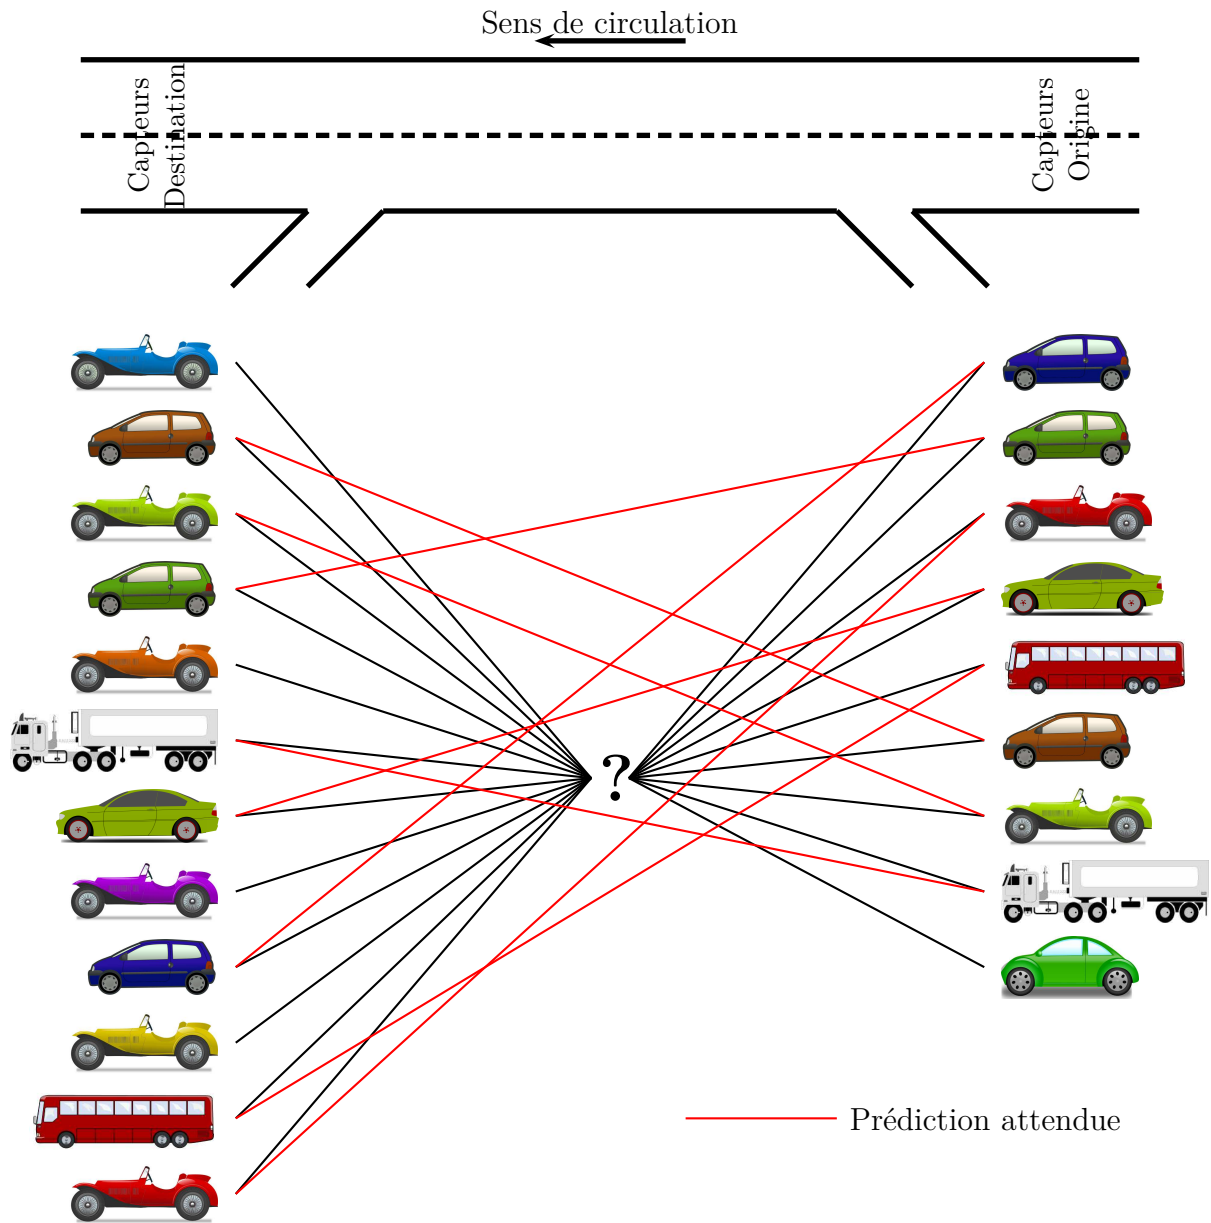 Sens de circulation
Capteurs
Destination
Capteurs
Origine
?
Prédiction attendue